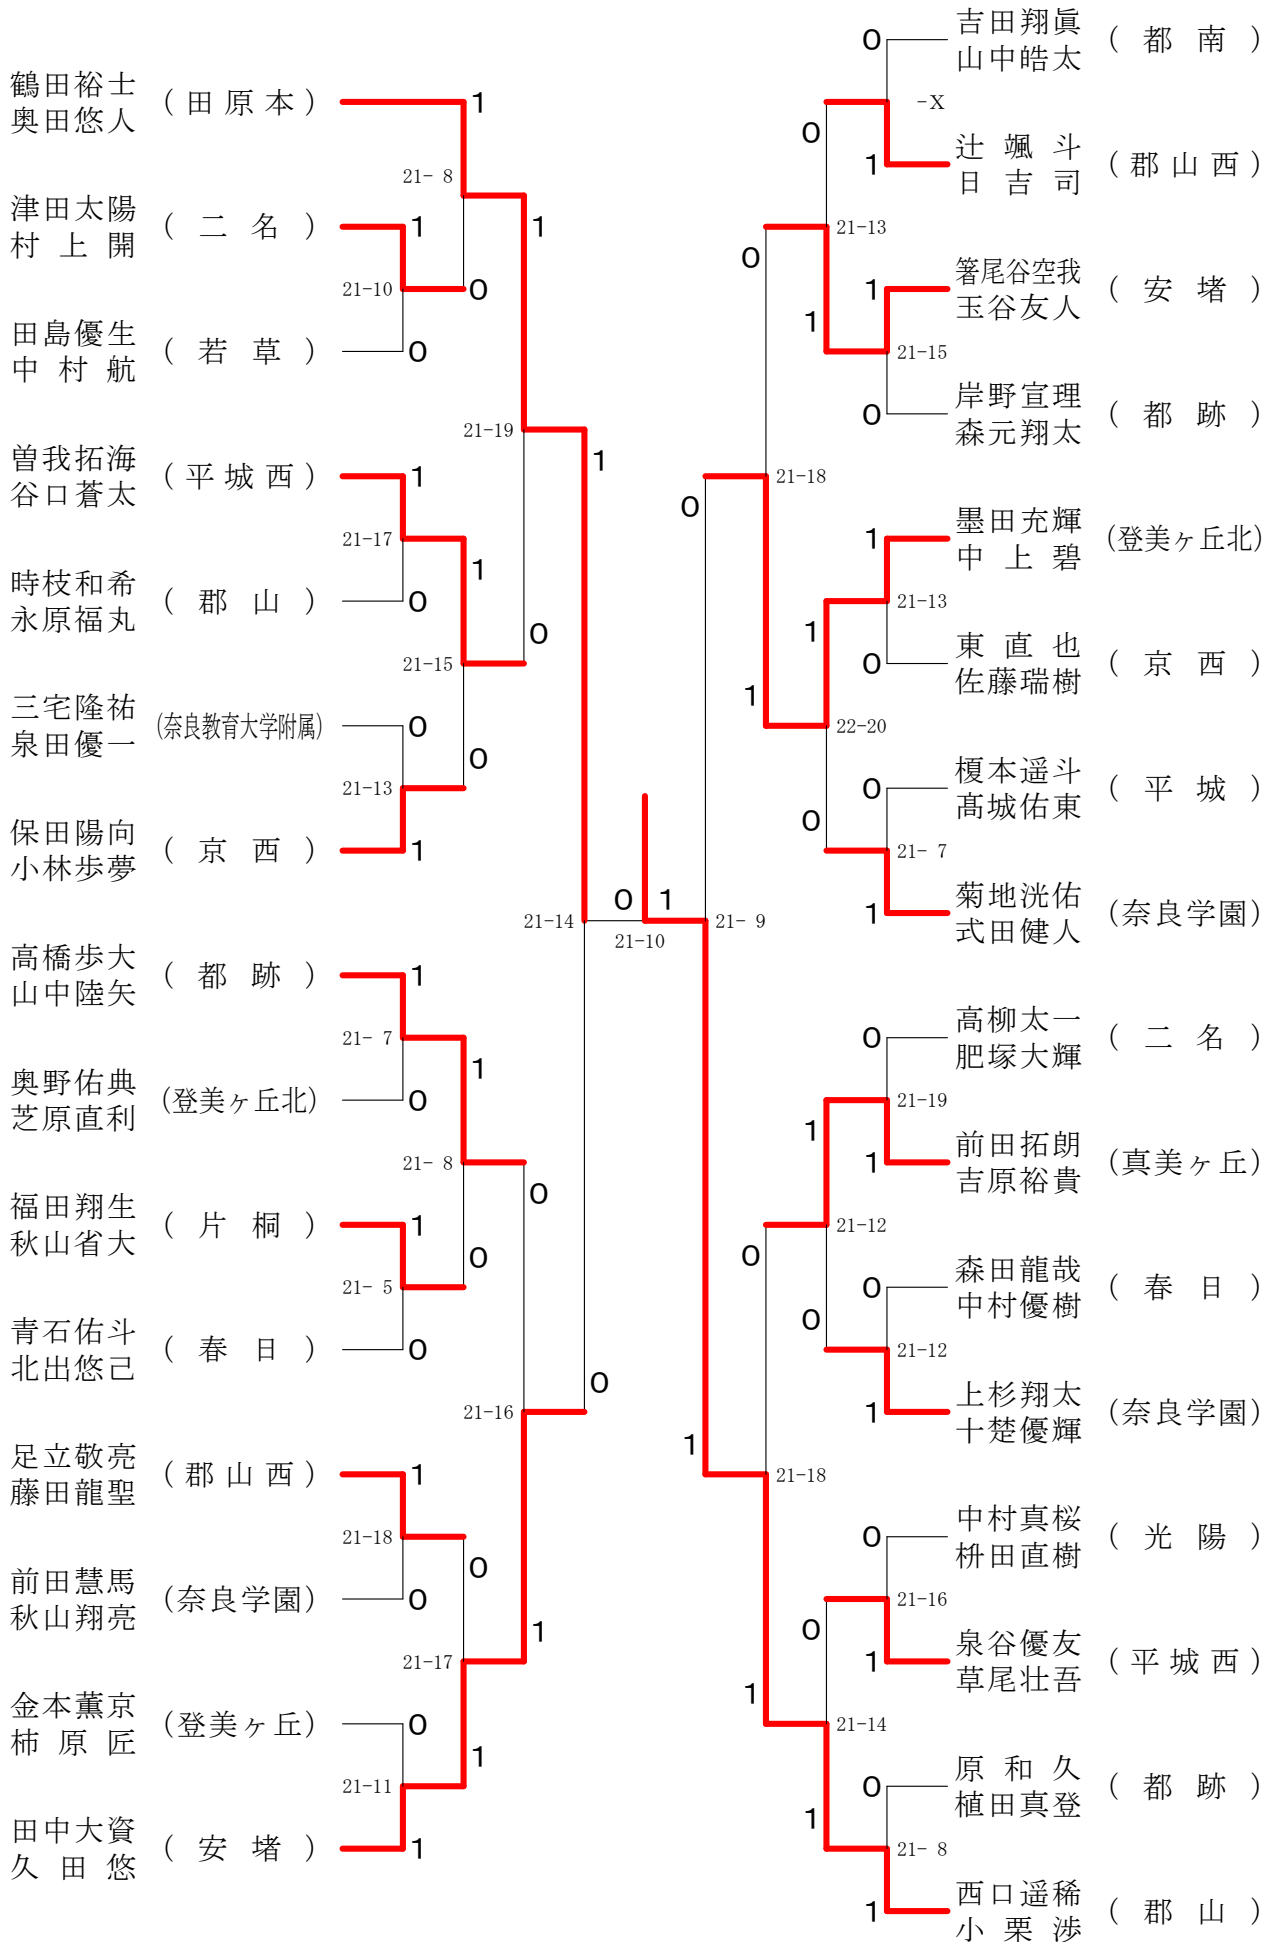 鶴田裕士
奥田悠人
(田原本)
1
21- 8
津田太陽
村上開
(二名)
1
1
21-10
0
田島優生
中村航
(若草)
0
21-19
1
曽我拓海
谷口蒼太
(平城西)
1
21-17
1
時枝和希
永原福丸
(郡山)
0
0
21-15
三宅隆祐
泉田優一
(奈良教育大学附属)
0
0
21-13
保田陽向
小林歩夢
(京西)
1
21-14
高橋歩大
山中陸矢
(都跡)
1
21- 7
1
奥野佑典
芝原直利
(登美ヶ丘北)
0
21- 8
0
福田翔生
秋山省大
(片桐)
1
0
21- 5
青石佑斗
北出悠己
(春日)
0
0
21-16
足立敬亮
藤田龍聖
(郡山西)
1
21-18
0
前田慧馬
秋山翔亮
(奈良学園)
0
1
21-17
金本薫京
柿原匠
(登美ヶ丘)
0
1
21-11
田中大資
久田悠
(安堵)
1
0
1
21-10
吉田翔眞
山中皓太
(都南)
0
-X
0
辻颯斗
日吉司
(郡山西)
1
21-13
0
箸尾谷空我
玉谷友人
(安堵)
1
1
21-15
岸野宣理
森元翔太
(都跡)
0
21-18
0
墨田充輝
中上碧
(登美ヶ丘北)
1
21-13
1
東直也
佐藤瑞樹
(京西)
0
1
22-20
榎本遥斗
髙城佑東
(平城)
0
0
21- 7
菊地洸佑
式田健人
(奈良学園)
1
21- 9
高柳太一
肥塚大輝
(二名)
0
21-19
1
前田拓朗
吉原裕貴
(真美ヶ丘)
1
21-12
0
森田龍哉
中村優樹
(春日)
0
0
21-12
上杉翔太
十楚優輝
(奈良学園)
1
1
21-18
中村真桜
枡田直樹
(光陽)
0
21-16
0
泉谷優友
草尾壮吾
(平城西)
1
1
21-14
原和久
植田真登
(都跡)
0
1
21- 8
西口遥稀
小栗渉
(郡山)
1